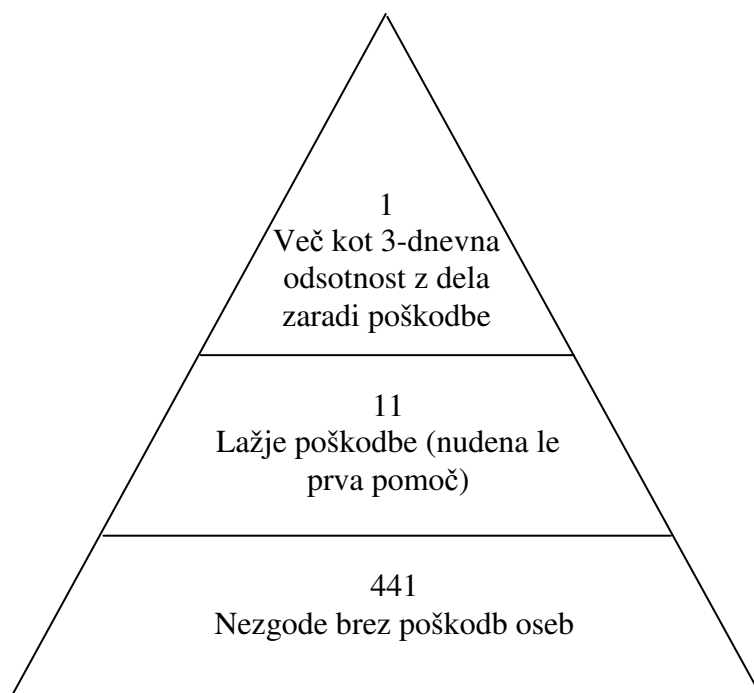 1
Več kot 3-dnevna
odsotnost z dela
zaradi poškodbe
11
Lažje poškodbe (nudena le
prva pomoč)
441
Nezgode brez poškodb oseb